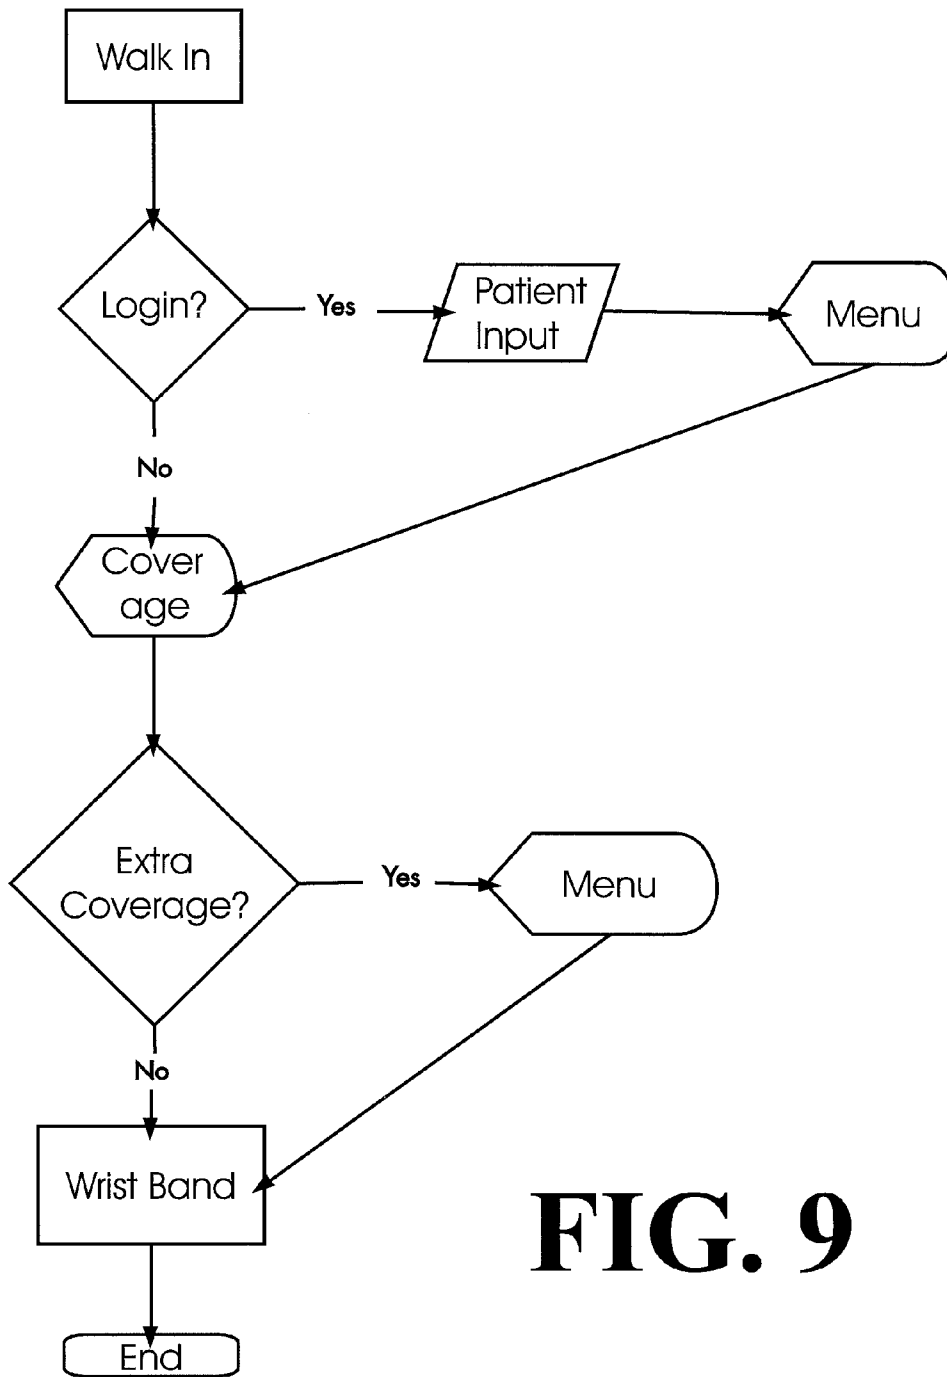 Walk In
Login?
Yes
Patient
Input
Menu
No
Cover
age
Extra
Coverage?
Yes
Menu
No
Wrist Band
FIG. 9
End